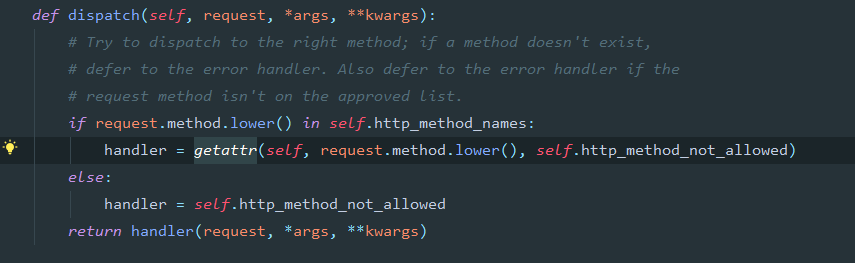 def dispatch(self, request, *args, **kwargs):
# Try to dispatch to the right method; if a method doesn't exist,
# defer to the error handler. Also defer to the error handler if the
# request method isn't on the approved list.
if request.method.lower() in self.http_method_names:
handler = getattr(self, request.method.lower(), self.http_method_not_allowed)
else:
handler = self.http_method_not_allowed
return handler(request, *args, **kwargs)